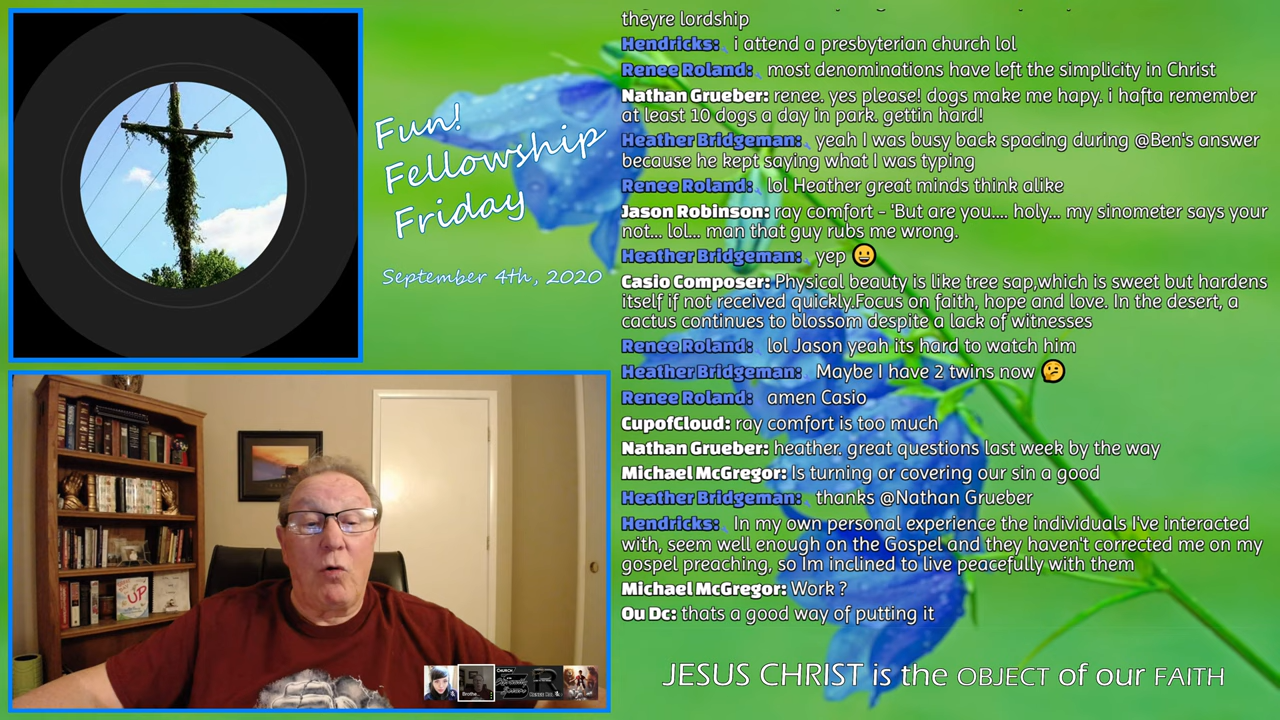 Fun!
Fellowship
Friday
September 4th, 2020
theyre lordship
Hendricks: i attend a presbyterian church lol
Renee Roland: most denominations have left the simplicity in Christ
Nathan Grueber: renee. yes please! dogs make me hapy. i hafta remember
at least 10 dogs a day in park. gettin hard!
Heather Bridgeman: yeah I was busy back spacing during @Ben's answer
because he kept saying what I was typing
Renee Roland: lol Heather great minds think alike
Jason Robinson: ray comfort - 'But are you.... holy... my sinometer says your
not... lol... man that guy rubs me wrong.
Heather Bridgeman: yep 😀
Casio Composer: Physical beauty is like tree sap,which is sweet but hardens
itself if not received quickly.Focus on faith, hope and love. In the desert, a
cactus continues to blossom despite a lack of witnesses
Renee Roland: lol Jason yeah its hard to watch him
Heather Bridgeman: Maybe I have 2 twins now 🤔
Renee Roland: amen Casio
CupofCloud: ray comfort is too much
Nathan Grueber: heather. great questions last week by the way
Michael McGregor: Is turning or covering our sin a good
Heather Bridgeman: thanks @Nathan Grueber
Hendricks: In my own personal experience the individuals I've interacted
with, seem well enough on the Gospel and they haven't corrected me on my
gospel preaching, so Im inclined to live peacefully with them
Michael McGregor: Work ?
Ou Dc: thats a good way of putting it
JESUS CHRIST is the OBJECT of our FAITH
UP